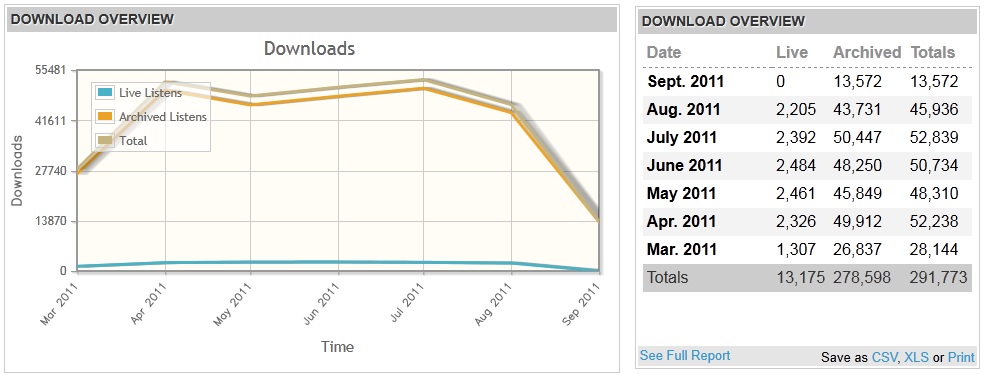 DOWNLOAD OVERVIEW
Downloads
55481
41611
27740
13870
0
Downloads
Live Listens
Archived Listens
Total
Mar 2011
Apr 2011
May 2011
Jun 2011
Jul 2011
Aug 2011
Sep 2011
Time
DOWNLOAD OVERVIEW
Date Live Archived Totals
Sept. 2011 0 13,572 13,572
Aug. 2011 2,205 43,731 45,936
July 2011 2,392 50,447 52,839
June 2011 2,484 48,250 50,734
May 2011 2,461 45,849 48,310
Apr. 2011 2,326 49,912 52,238
Mar. 2011 1,307 26,837 28,144
Totals 13,175 278,598 291,773
See Full Report Save as CSV, XLS or Print